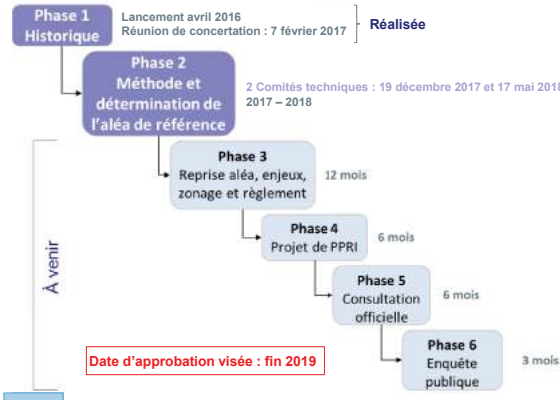 Phase 1
Historique
Lancement avril 2016
Réunion de concertation : 7 février 2017
Réalisée
Phase 2
Méthode et
détermination de
l'aléa de référence
2 Comités techniques : 19 décembre 2017 et 17 mai 2018
2017 – 2018
À venir
Phase 3
Reprise aléa, enjeux,
zonage et règlement
12 mois
Phase 4
Projet de PPRI
6 mois
Phase 5
Consultation
officielle
6 mois
Phase 6
Enquête
publique
3 mois
Date d'approbation visée : fin 2019